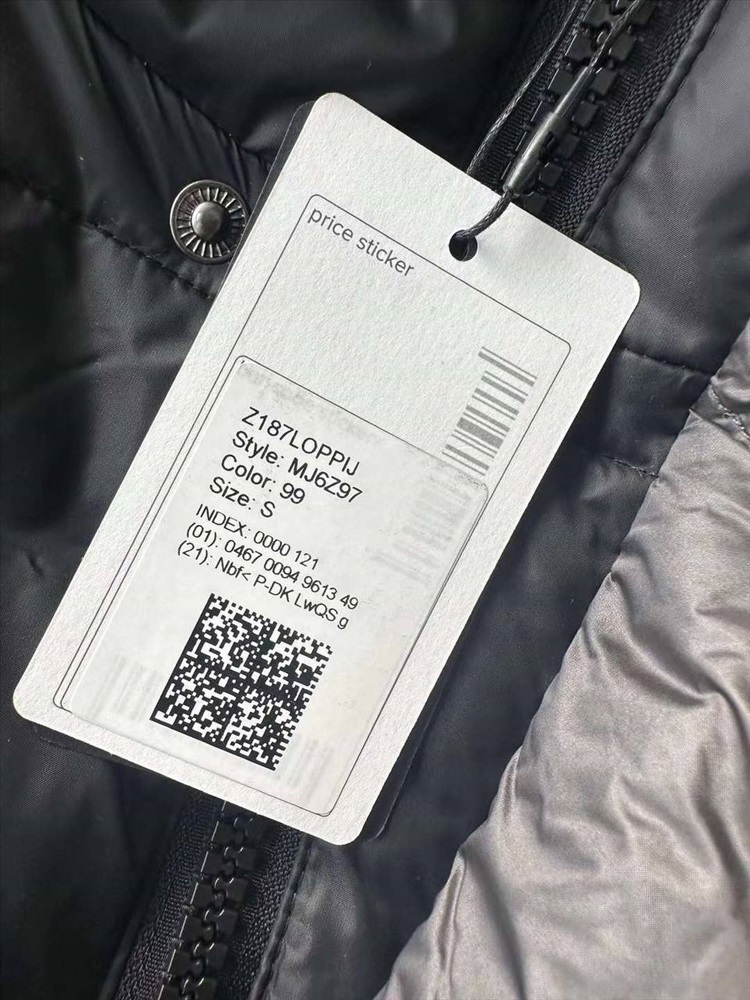 price sticker
Z187LOPPIJ
Style: MJ6Z97
Color: 99
Size: S
INDEX: 0000 121
(01): 0467 0094 9613 49
(21): Nbf< P-DK LwQS g